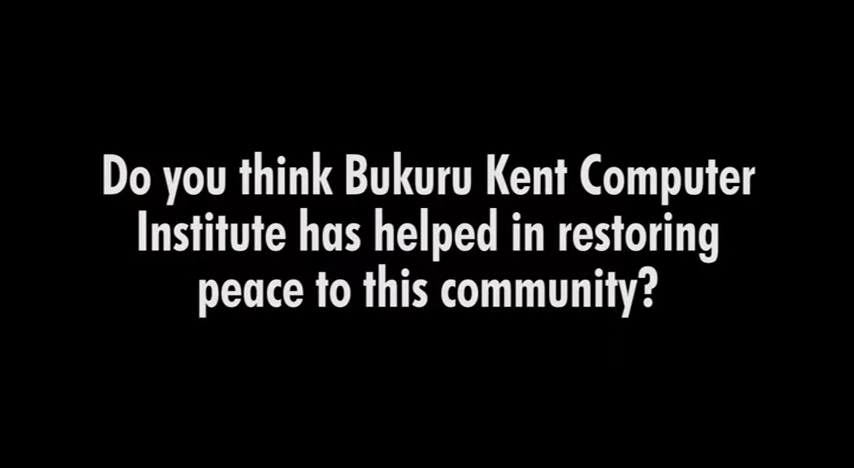 Do you think Bukuru Kent Computer
Institute has helped in restoring
peace to this community?